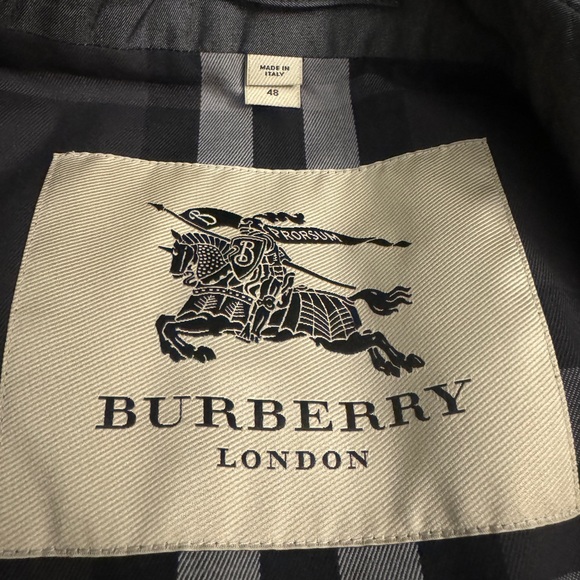 MADE IN
ITALY
48
B PRORSUM
B
BURBERRY
LONDON